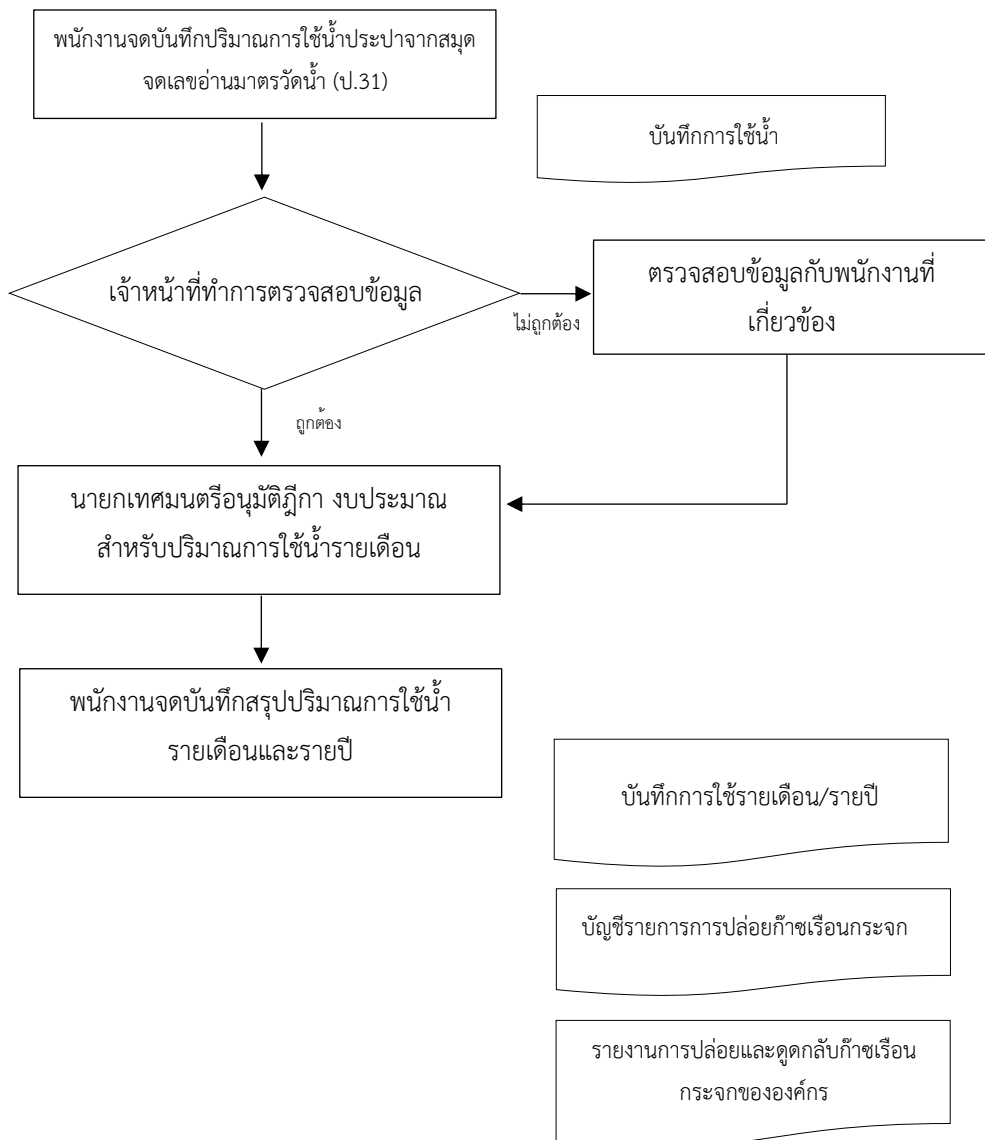 พนักงานจดบันทึกปริมาณการใช้น้ำประปาจากสมุด
จดเลขอ่านมาตรวัดน้ำ (ป.31)
บันทึกการใช้น้ำ
เจ้าหน้าที่ทำการตรวจสอบข้อมูล
ไม่ถูกต้อง
ตรวจสอบข้อมูลกับพนักงานที่
เกี่ยวข้อง
ถูกต้อง
นายกเทศมนตรีอนุมัติฎีกา งบประมาณ
สำหรับปริมาณการใช้น้ำรายเดือน
พนักงานจดบันทึกสรุปปริมาณการใช้น้ำ
รายเดือนและรายปี
บันทึกการใช้รายเดือน/รายปี
บัญชีรายการการปล่อยก๊าซเรือนกระจก
รายงานการปล่อยและดูดกลับก๊าซเรือน
กระจกขององค์กร